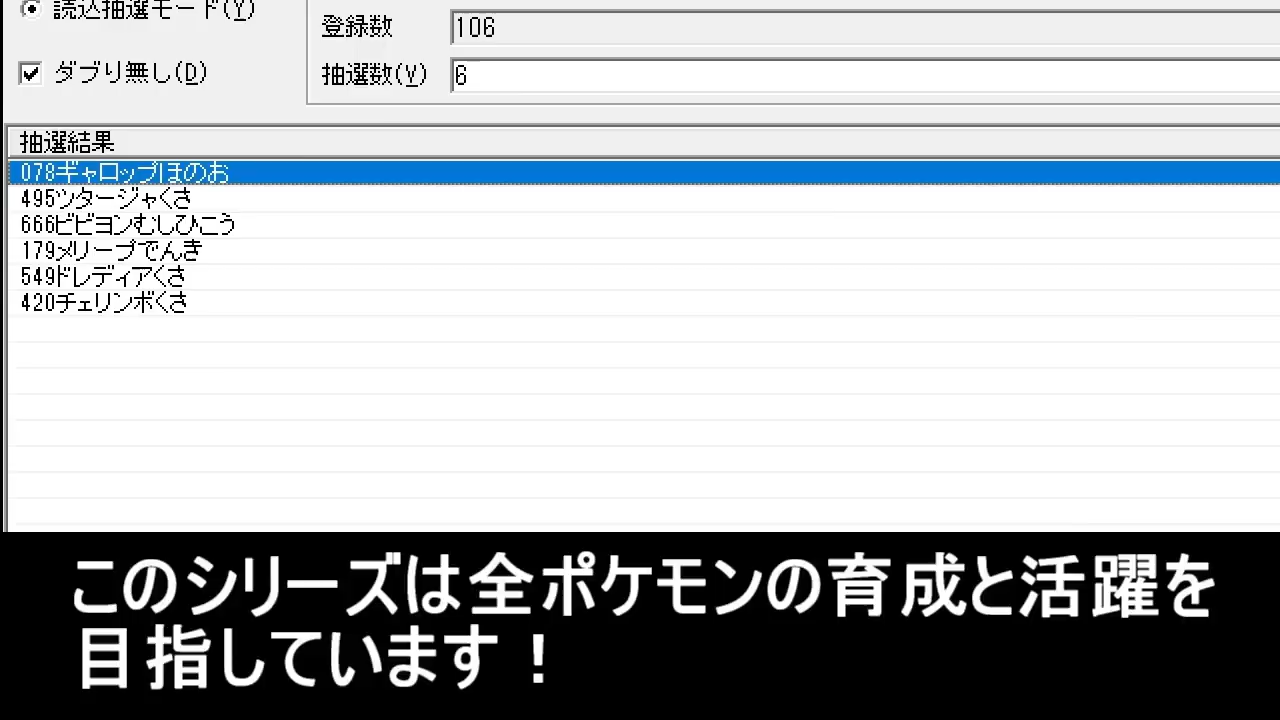 読込抽選モード(Y)
登録数 106
ダブり無し(D)
抽選数(V) 6
抽選結果
078ギャロップほのお
495ツタージャくさ
666ビビヨンむしひこう
179メリープでんき
549ドレディアくさ
420チェリンボくさ
このシリーズは全ポケモンの育成と活躍を
目指しています！